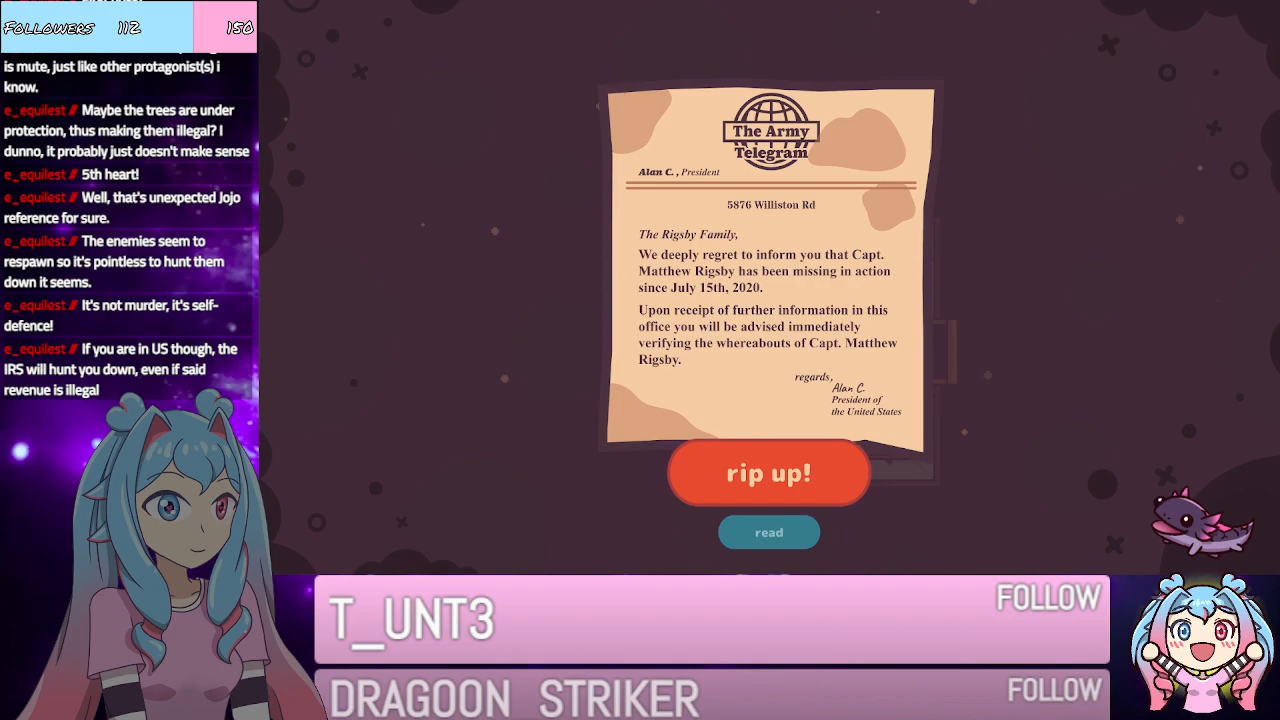 Followers 112 150
is mute, just like other protagonist(s) i
know.
e_equilest // Maybe the trees are under
protection, thus making them illegal? I
dunno, it probably just doesn't make sense
e_equilest // 5th heart!
e_equilest // Well, that's unexpected Jojo
reference for sure.
e_equilest // The enemies seem to
respawn so it's pointless to hunt them
down it seems.
e_equilest // It's not murder, it's self-
defence!
e_equilest // If you are in US though, the
IRS will hunt you down, even if said
revenue is illegal
The Army
Telegram
Alan C. , President
5876 Williston Rd
The Rigsby Family,
We deeply regret to inform you that Capt.
Matthew Rigsby has been missing in action
since July 15th, 2020.
Upon receipt of further information in this
office you will be advised immediately
verifying the whereabouts of Capt. Matthew
Rigsby.
regards,
Alan C.
President of
the United States
rip up!
read
T_UNT3 FOLLOW
DRAGOON_STRIKER FOLLOW